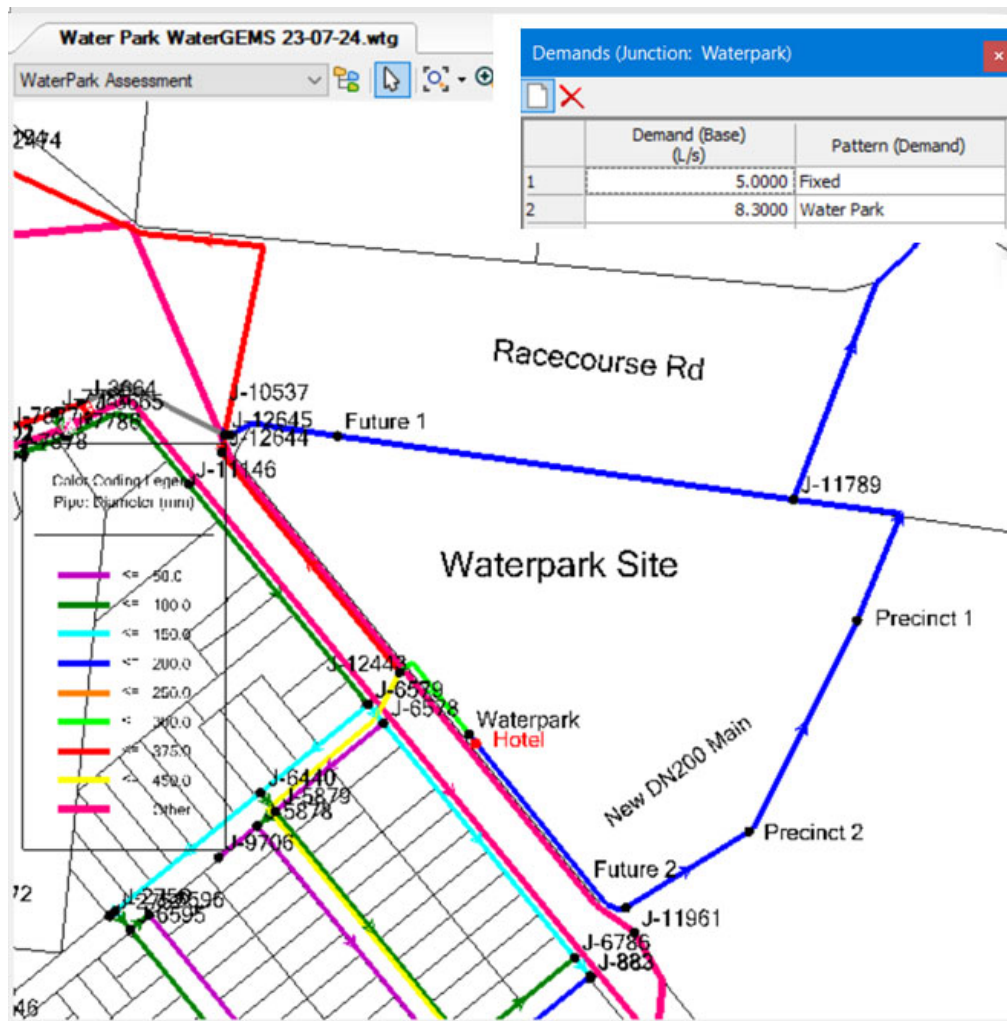 Water Park WaterGEMS 23-07-24.wtg
WaterPark Assessment
Demands (Junction: Waterpark)
Demand (Base)
(L/s)
Pattern (Demand)
1 5.0000 Fixed
2 8.3000 Water Park
Racecourse Rd
J-10537
J-12645
J-12644
Future 1
J-11146
J-11789
Color Coding Legend
Pipe: Diameter (mm)
<= 50.0
<= 100.0
<= 150.0
<= 200.0
<= 250.0
<= 375.0
<= 450.0
Other
Waterpark Site
Precinct 1
J-12443
J-6579
J-6578
Waterpark
Hotel
New DN200 Main
J-6440
J-5879
5878
Precinct 2
J-9706
Future 2
J-11961
6595
J-6786
J-883
72
46